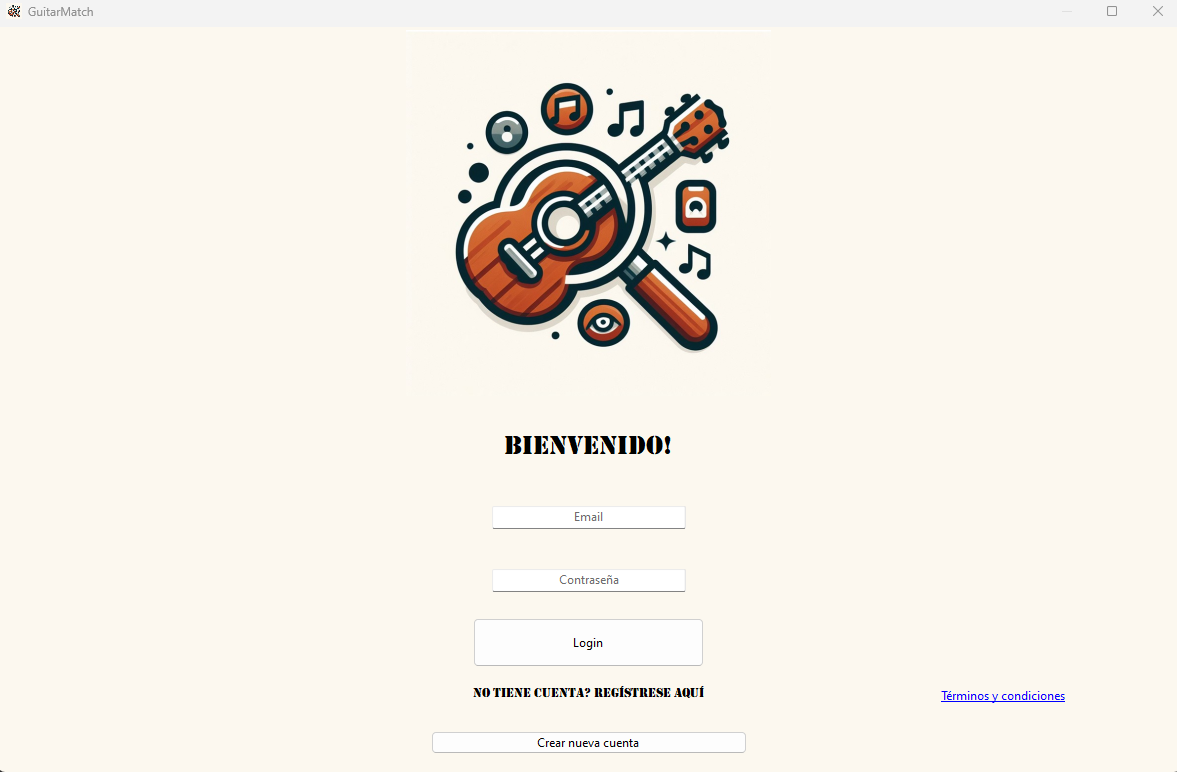 GuitarMatch
BIENVENIDO!
Email
Contraseña
Login
NO TIENE CUENTA? REGÍSTRESE AQUÍ
Términos y condiciones
Crear nueva cuenta